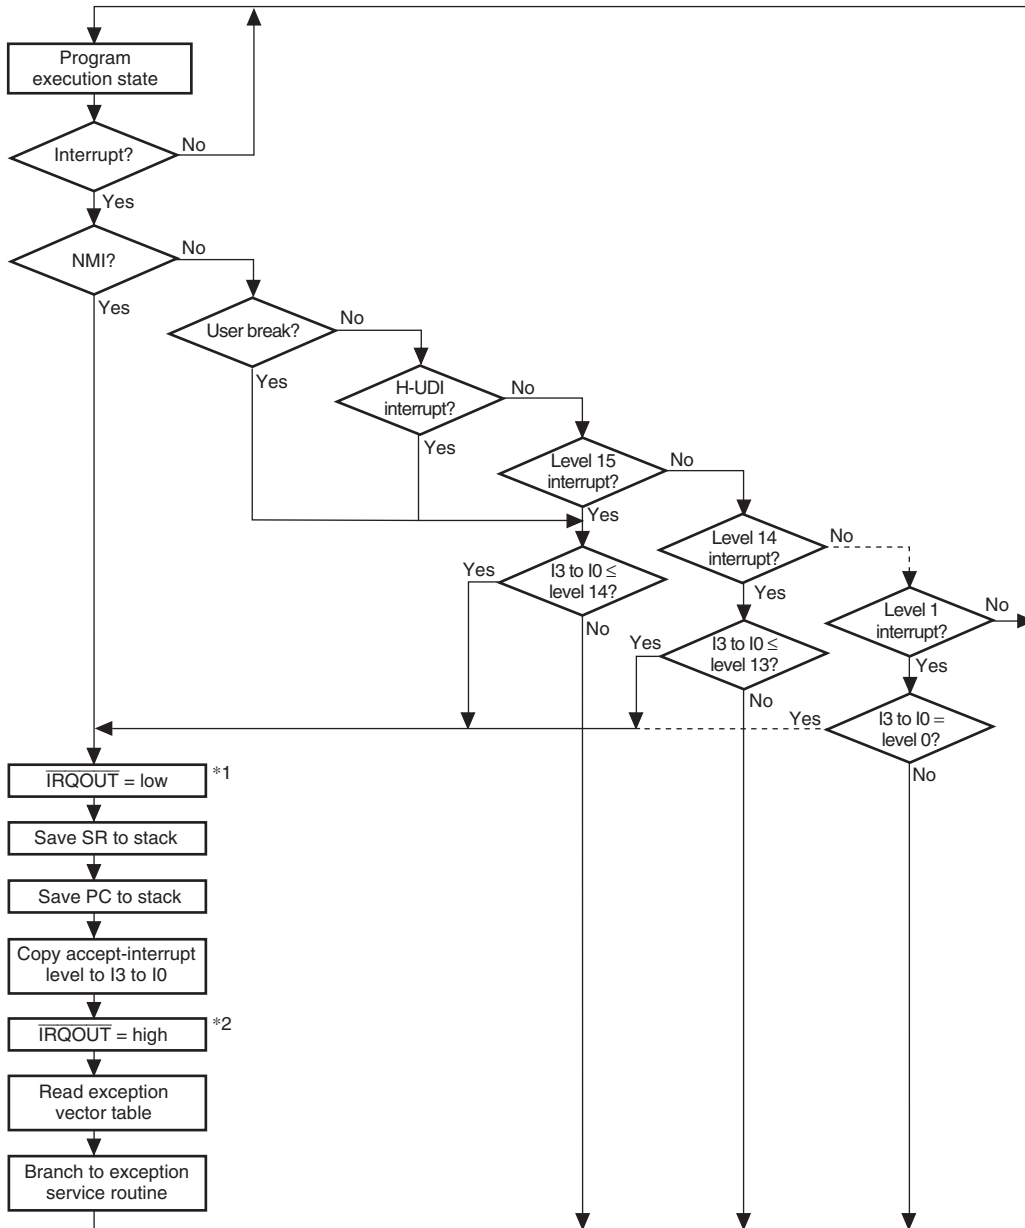 Program
execution state
Interrupt?
No
Yes
NMI?
No
Yes
User break?
No
Yes
H-UDI
interrupt?
No
Yes
Level 15
interrupt?
No
Yes
Level 14
interrupt?
No
Yes
I3 to I0 ≤
level 14?
Yes
No
Level 1
interrupt?
No
Yes
I3 to I0 ≤
level 13?
Yes
No
I3 to I0 =
level 0?
Yes
No
IRQOUT = low
*1
Save SR to stack
Save PC to stack
Copy accept-interrupt
level to I3 to I0
IRQOUT = high
*2
Read exception
vector table
Branch to exception
service routine